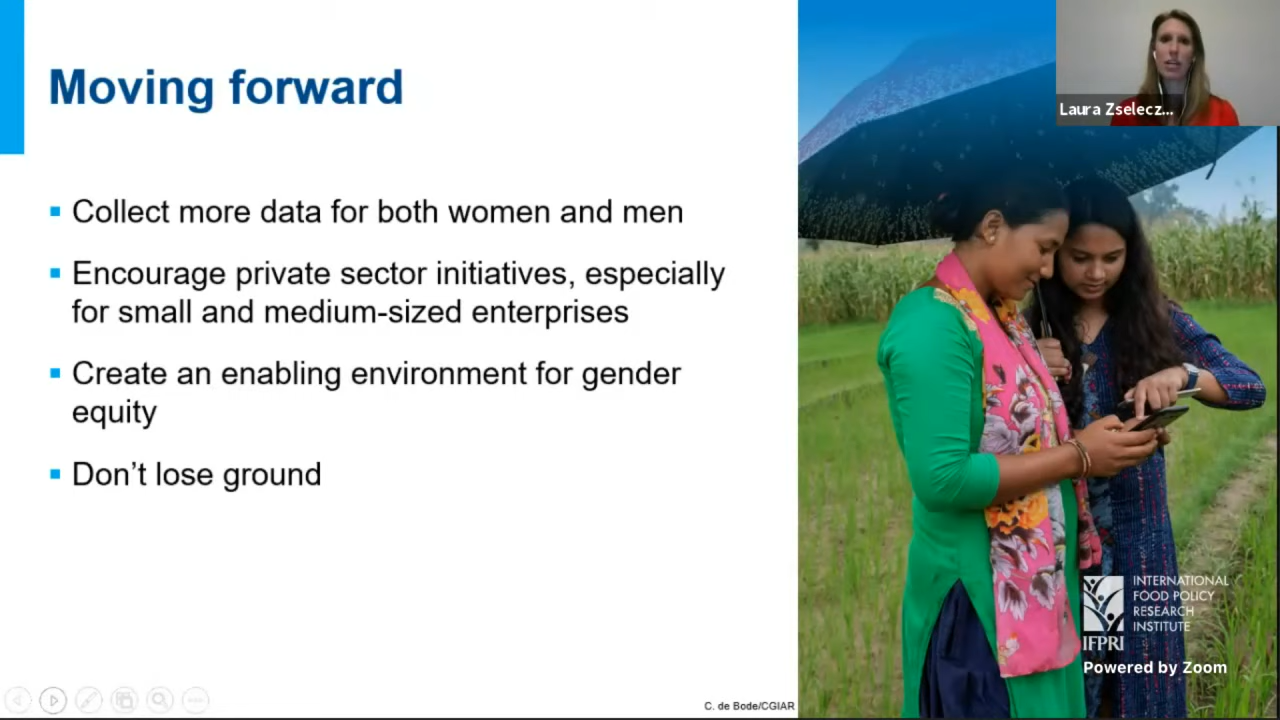 Moving forward
Laura Zselecz...
▪ Collect more data for both women and men
▪ Encourage private sector initiatives, especially
for small and medium-sized enterprises
▪ Create an enabling environment for gender
equity
▪ Don’t lose ground
INTERNATIONAL
FOOD POLICY
RESEARCH
INSTITUTE
IFPRI
Powered by Zoom
C. de Bode/CGIAR